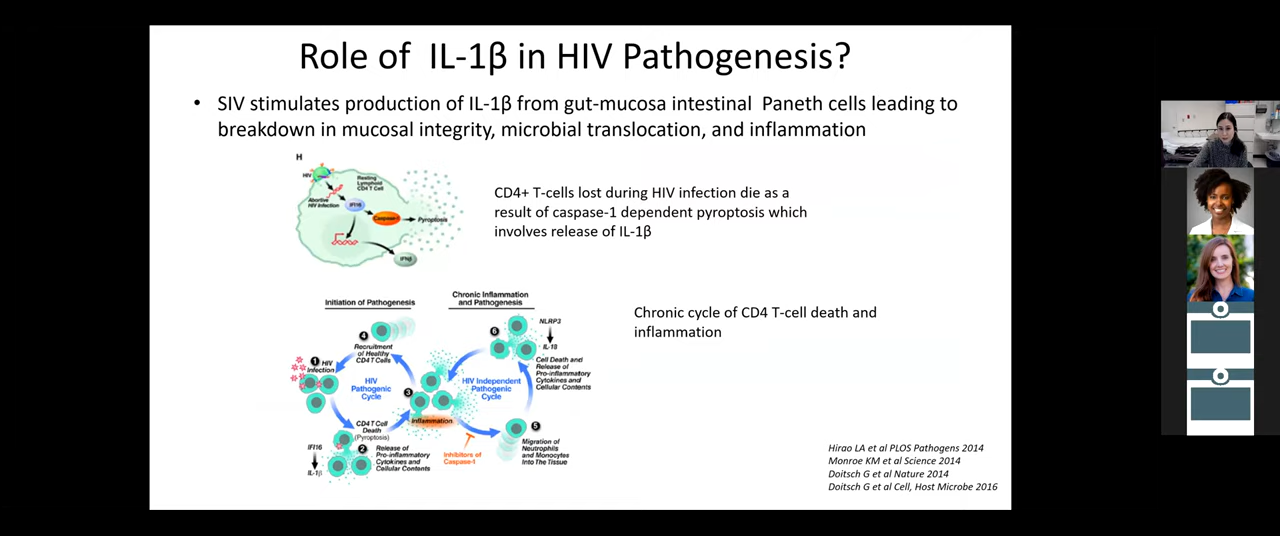 Role of IL-1β in HIV Pathogenesis?
• SIV stimulates production of IL-1β from gut-mucosa intestinal Paneth cells leading to
breakdown in mucosal integrity, microbial translocation, and inflammation
H
HIV
Resting
Lymphoid
CD4 T Cell
Abortive
HIV Infection
IFI16
Caspase-1
Pyroptosis
IFNβ
CD4+ T-cells lost during HIV infection die as a
result of caspase-1 dependent pyroptosis which
involves release of IL-1β
Initiation of Pathogenesis
Chronic Inflammation
and Pathogenesis
Chronic cycle of CD4 T-cell death and
inflammation
4
Recruitment
of Healthy
CD4 T Cells
1 HIV
Infection
HIV
Pathogenic
Cycle
3
Inflammation
CD4 T Cell
Death
(Pyroptosis)
IFI16
IL-1β
2 Release of
Pro-inflammatory
Cytokines and
Cellular Contents
HIV Independent
Pathogenic
Cycle
6
NLRP3
IL-1β
Cell Death and
Release of
Pro-inflammatory
Cytokines and
Cellular Contents
5
Migration of
Neutrophils
and Monocytes
Into The Tissue
Inhibitors of
Caspase-1
Hirao LA et al PLOS Pathogens 2014
Monroe KM et al Science 2014
Doitsch G et al Nature 2014
Doitsch G et al Cell, Host Microbe 2016